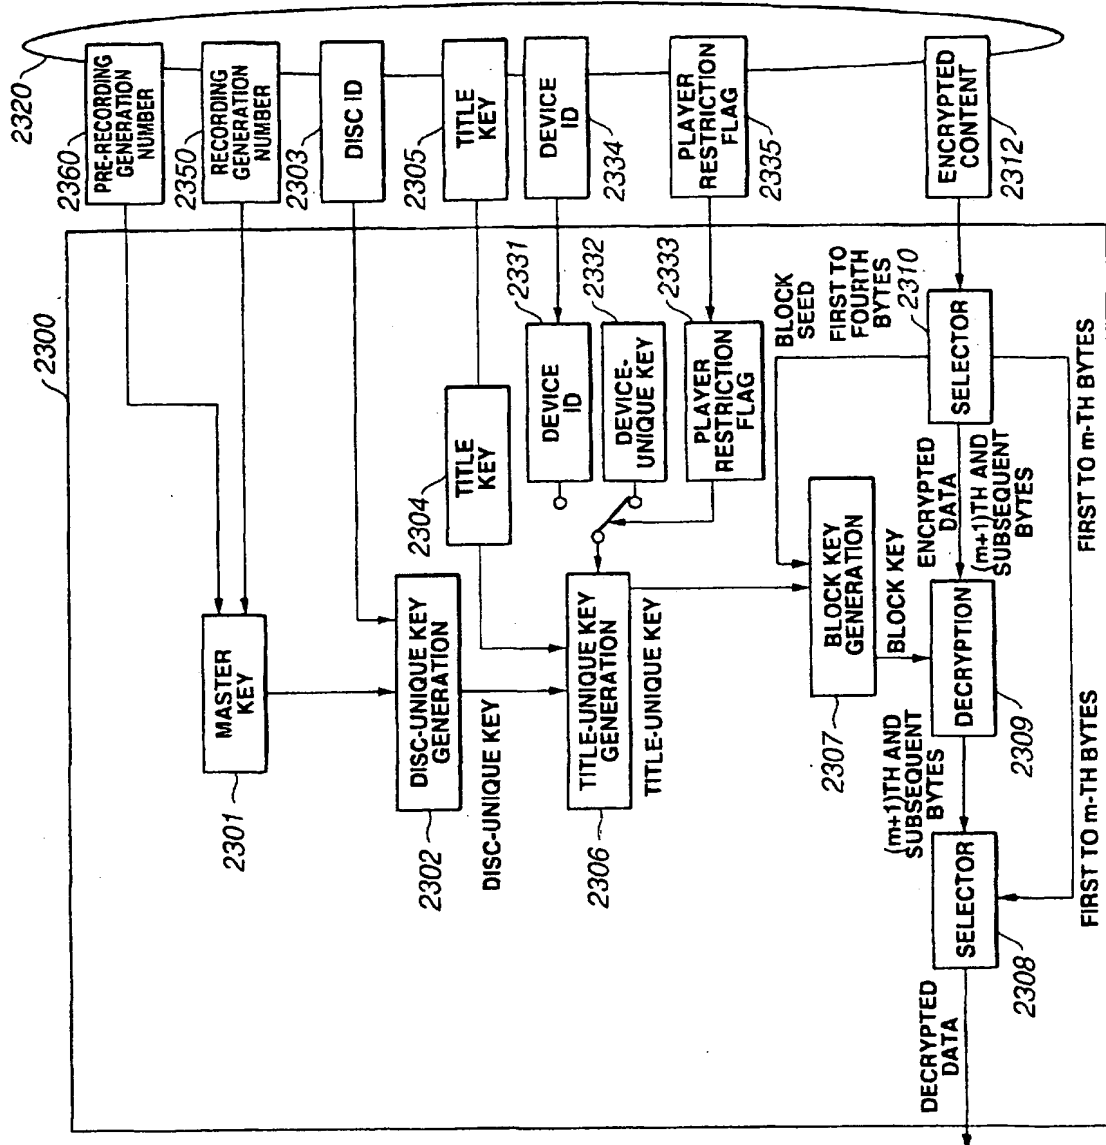 2320
2360
PRE-RECORDING
GENERATION
NUMBER
2350
RECORDING
GENERATION
NUMBER
2303
DISC ID
2305
TITLE
KEY
DEVICE
ID
2334
PLAYER
RESTRICTION
FLAG
2335
ENCRYPTED
CONTENT
2312
2300
2301
MASTER
KEY
2302
DISC-UNIQUE KEY
GENERATION
DISC-UNIQUE KEY
2304
TITLE
KEY
2331
DEVICE
ID
2332
DEVICE-
UNIQUE KEY
2333
PLAYER
RESTRICTION
FLAG
2306
TITLE-UNIQUE KEY
GENERATION
TITLE-UNIQUE KEY
BLOCK
SEED
FIRST TO
FOURTH
BYTES
2310
SELECTOR
2307
BLOCK KEY
GENERATION
BLOCK KEY
ENCRYPTED
DATA
(m+1)TH AND
SUBSEQUENT
BYTES
FIRST TO m-TH BYTES
DECRYPTION
2309
(m+1)TH AND
SUBSEQUENT
BYTES
SELECTOR
2308
FIRST TO m-TH BYTES
DECRYPTED
DATA